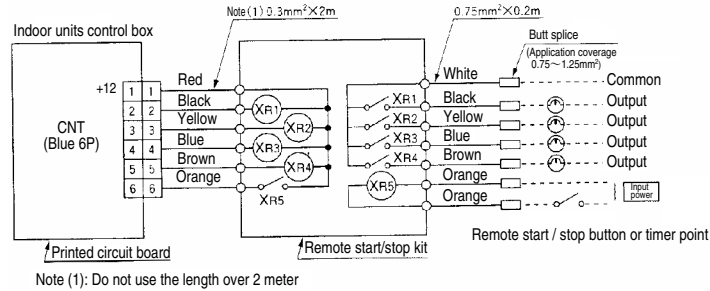 Note (1) 0.3mm²×2m
0.75mm²×0.2m
Indoor units control box
Butt splice
(Application coverage
0.75～1.25mm²)
+12
CNT
(Blue 6P)
1 1
2 2
3 3
4 4
5 5
6 6
Red
Black
Yellow
Blue
Brown
Orange
XR1
XR2
XR3
XR4
XR5
XR1
XR2
XR3
XR4
XR5
White
Black
Yellow
Blue
Brown
Orange
Orange
Common
Output
Output
Output
Output
Input
power
Printed circuit board
Remote start/stop kit
Remote start / stop button or timer point
Note (1): Do not use the length over 2 meter